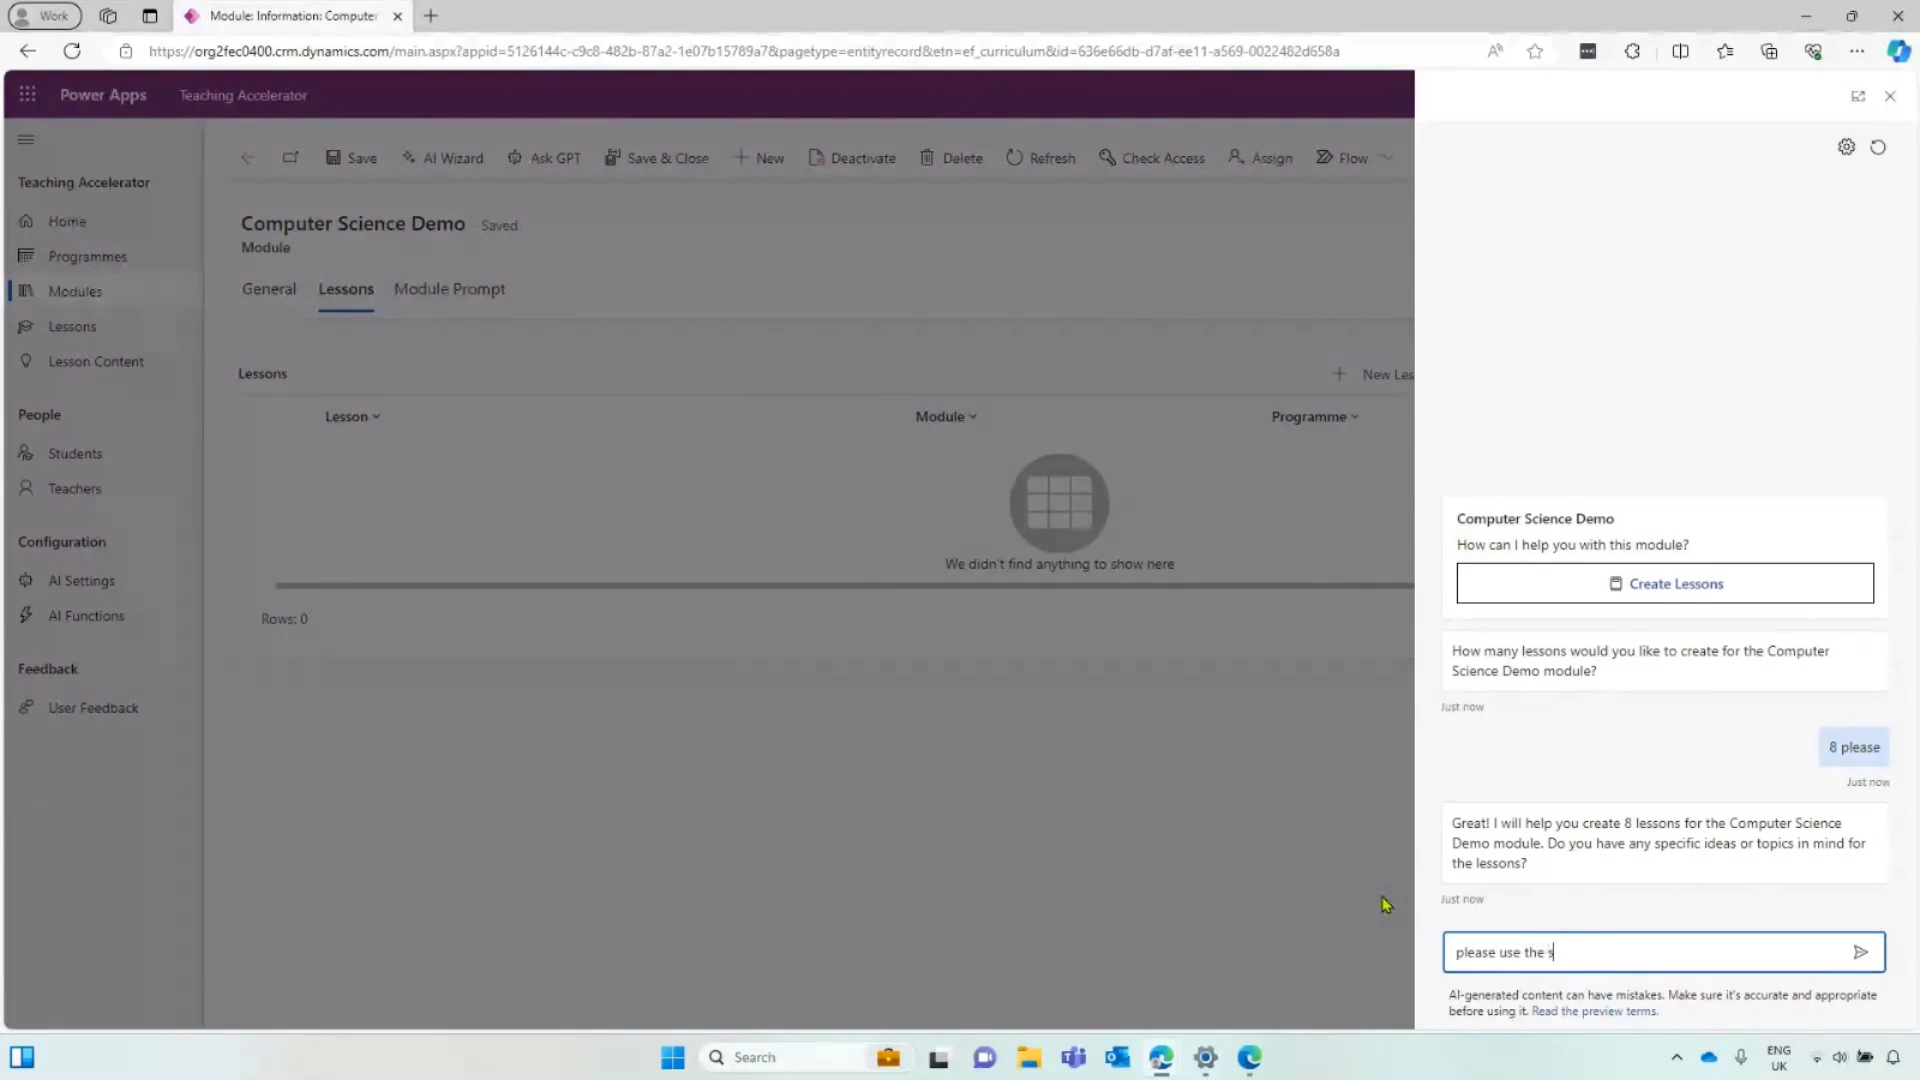 Work
Module: Information: Computer
https://org2fec0400.crm.dynamics.com/main.aspx?appid=5126144c-c9c8-482b-87a2-1e07b15789a7&pagetype=entityrecord&etn=ef_curriculum&id=636e66db-d7af-ee11-a569-0022482d658a
Power Apps
Teaching Accelerator
Save
AI Wizard
Ask GPT
Save & Close
New
Deactivate
Delete
Refresh
Check Access
Assign
Flow
Teaching Accelerator
Home
Programmes
Modules
Lessons
Lesson Content
People
Students
Teachers
Configuration
AI Settings
AI Functions
Feedback
User Feedback
Computer Science Demo - Saved
Module
General
Lessons
Module Prompt
Lessons
New Les
Lesson
Module
Programme
We didn't find anything to show here
Rows: 0
Computer Science Demo
How can I help you with this module?
Create Lessons
How many lessons would you like to create for the Computer
Science Demo module?
Just now
8 please
Just now
Great! I will help you create 8 lessons for the Computer Science
Demo module. Do you have any specific ideas or topics in mind for
the lessons?
Just now
please use the s
AI-generated content can have mistakes. Make sure it's accurate and appropriate
before using it. Read the preview terms.
Search
ENG
UK